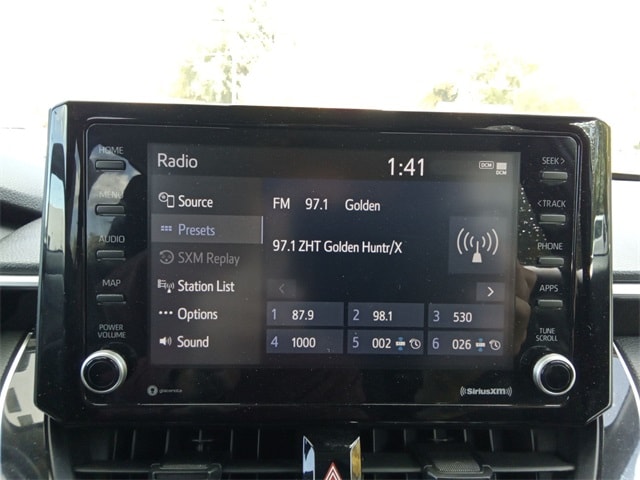 Radio
1:41
DCM
DCM
HOME
MENU
AUDIO
MAP
POWER
VOLUME
Source
Presets
SXM Replay
Station List
Options
Sound
FM 97.1 Golden
97.1 ZHT Golden Huntr/X
1 87.9
2 98.1
3 530
4 1000
5 002
6 026
SEEK >
< TRACK
PHONE
APPS
TUNE
SCROLL
((SiriusXM))